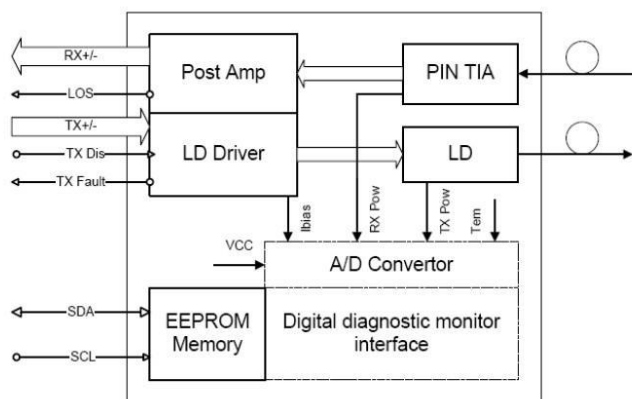 RX+/-
LOS
TX+/-
TX Dis
TX Fault
Post Amp
PIN TIA
LD Driver
LD
Ibias
RX Pow
TX Pow
Tem
VCC
A/D Convertor
SDA
SCL
EEPROM
Memory
Digital diagnostic monitor
interface